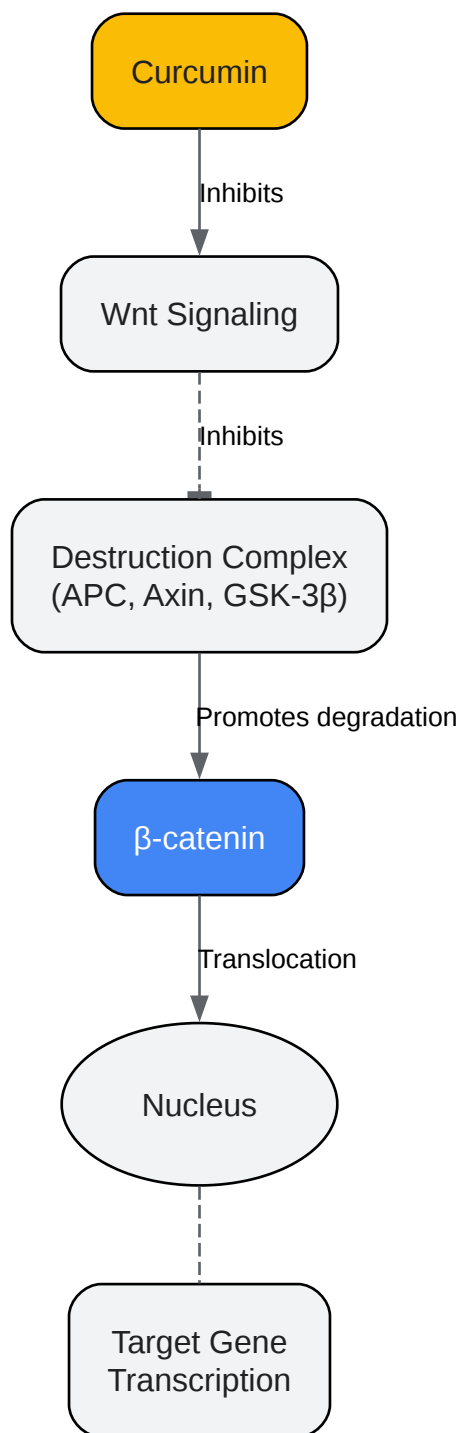 Curcumin
Inhibits
Wnt Signaling
Inhibits
Destruction Complex
(APC, Axin, GSK-3β)
Promotes degradation
β-catenin
Translocation
Nucleus
Target Gene
Transcription